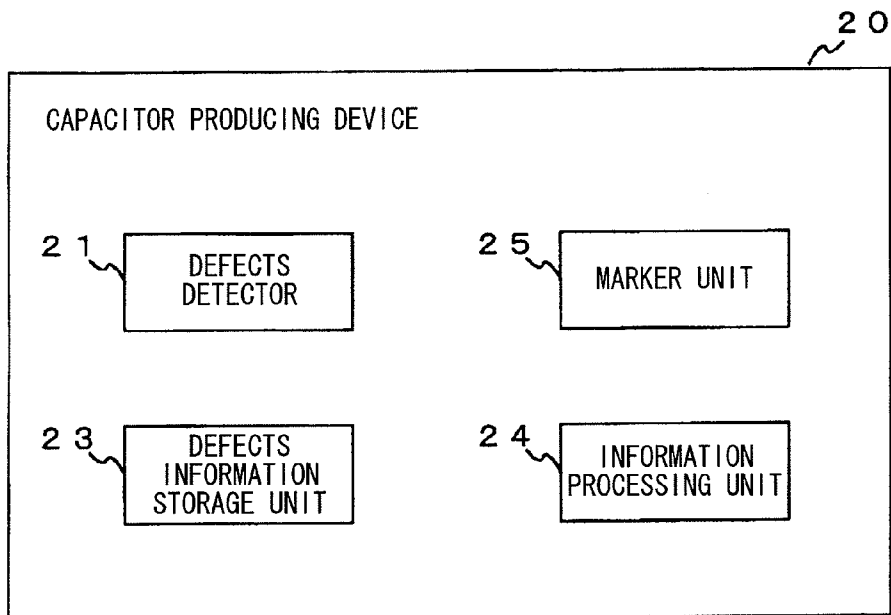 20
CAPACITOR PRODUCING DEVICE
21
DEFECTS
DETECTOR
25
MARKER UNIT
23
DEFECTS
INFORMATION
STORAGE UNIT
24
INFORMATION
PROCESSING UNIT